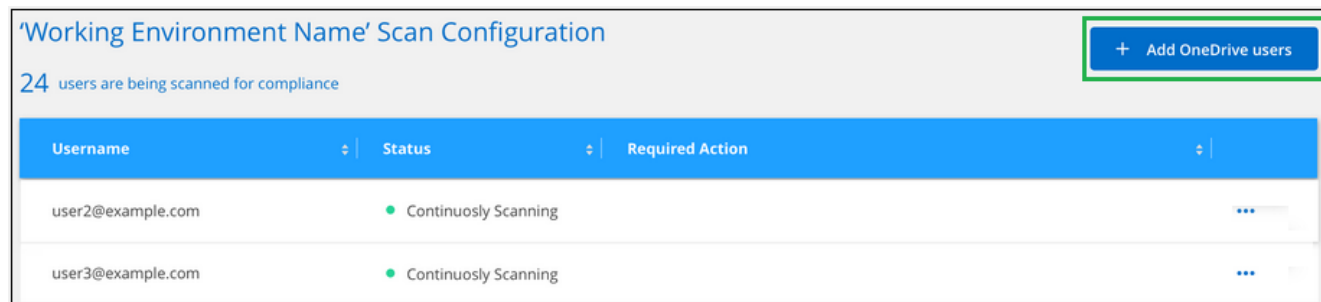 ‘Working Environment Name’ Scan Configuration
+ Add OneDrive users
24 users are being scanned for compliance
Username Status Required Action
user2@example.com Continuosly Scanning
user3@example.com Continuosly Scanning